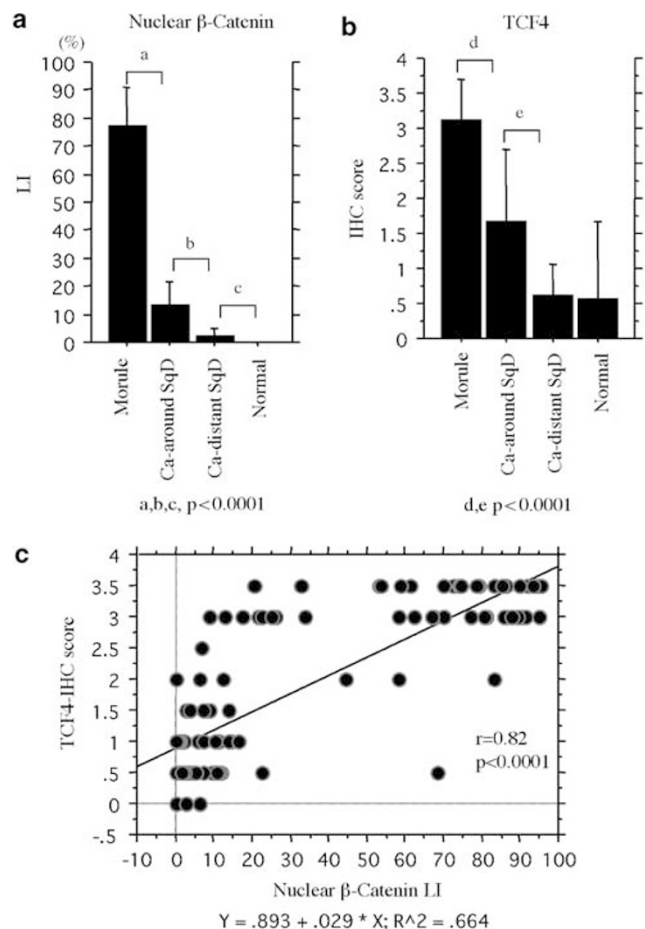 a
Nuclear β-Catenin
(%)
100
90
80
70
60
50
40
30
20
10
0
LI
a
b
c
Morule
Ca-around SqD
Ca-distant SqD
Normal
a,b,c, p<0.0001
b
TCF4
4
3.5
3
2.5
2
1.5
1
.5
0
IHC score
d
e
Morule
Ca-around SqD
Ca-distant SqD
Normal
d,e p<0.0001
c
4
3.5
3
2.5
2
1.5
1
.5
0
-.5
TCF4-IHC score
r=0.82
p<0.0001
-10 0 10 20 30 40 50 60 70 80 90 100
Nuclear β-Catenin LI
Y = .893 + .029 * X; R^2 = .664